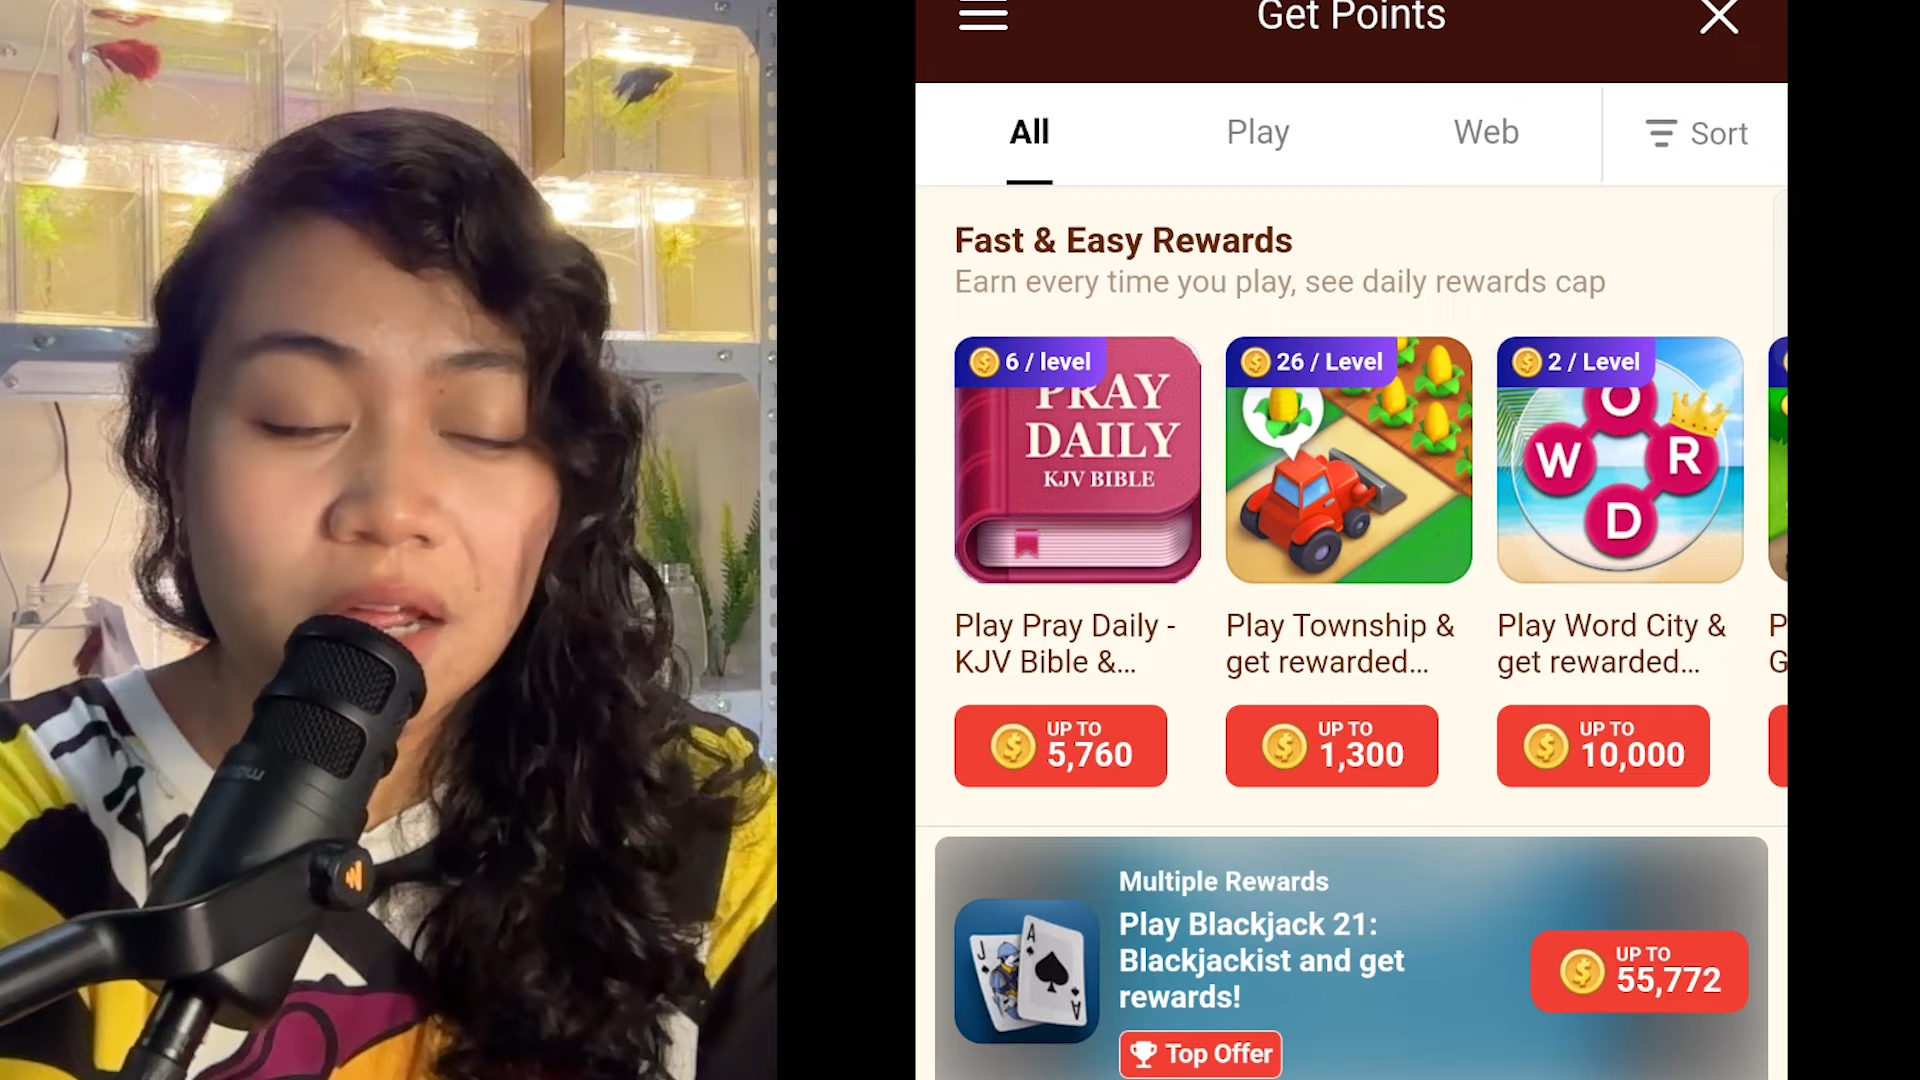 Get Points
All
Play
Web
Sort
Fast & Easy Rewards
Earn every time you play, see daily rewards cap
6 / level
PRAY
DAILY
KJV BIBLE
Play Pray Daily -
KJV Bible &...
UP TO
5,760
26 / Level
Play Township &
get rewarded...
UP TO
1,300
2 / Level
O
W R
D
Play Word City &
get rewarded...
UP TO
10,000
P
G
Multiple Rewards
Play Blackjack 21:
Blackjackist and get
rewards!
Top Offer
J
A
A
UP TO
55,772